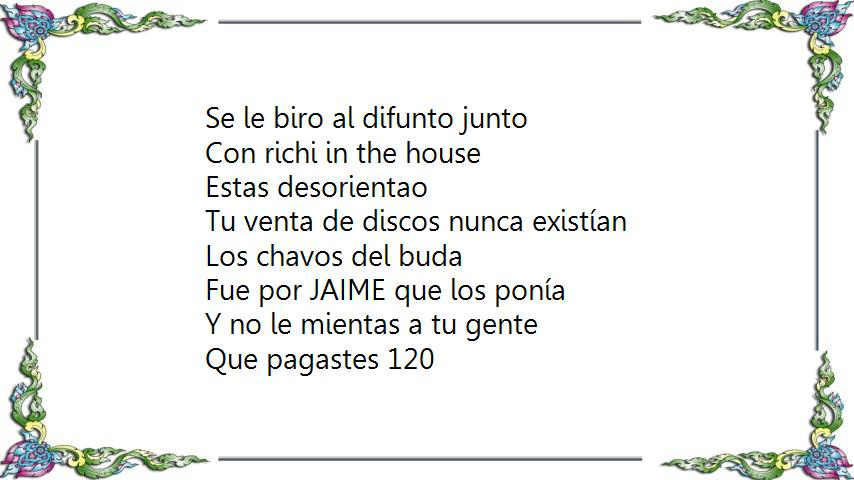 Se le biro al difunto junto
Con richi in the house
Estas desorientao
Tu venta de discos nunca existían
Los chavos del buda
Fue por JAIME que los ponía
Y no le mientas a tu gente
Que pagastes 120